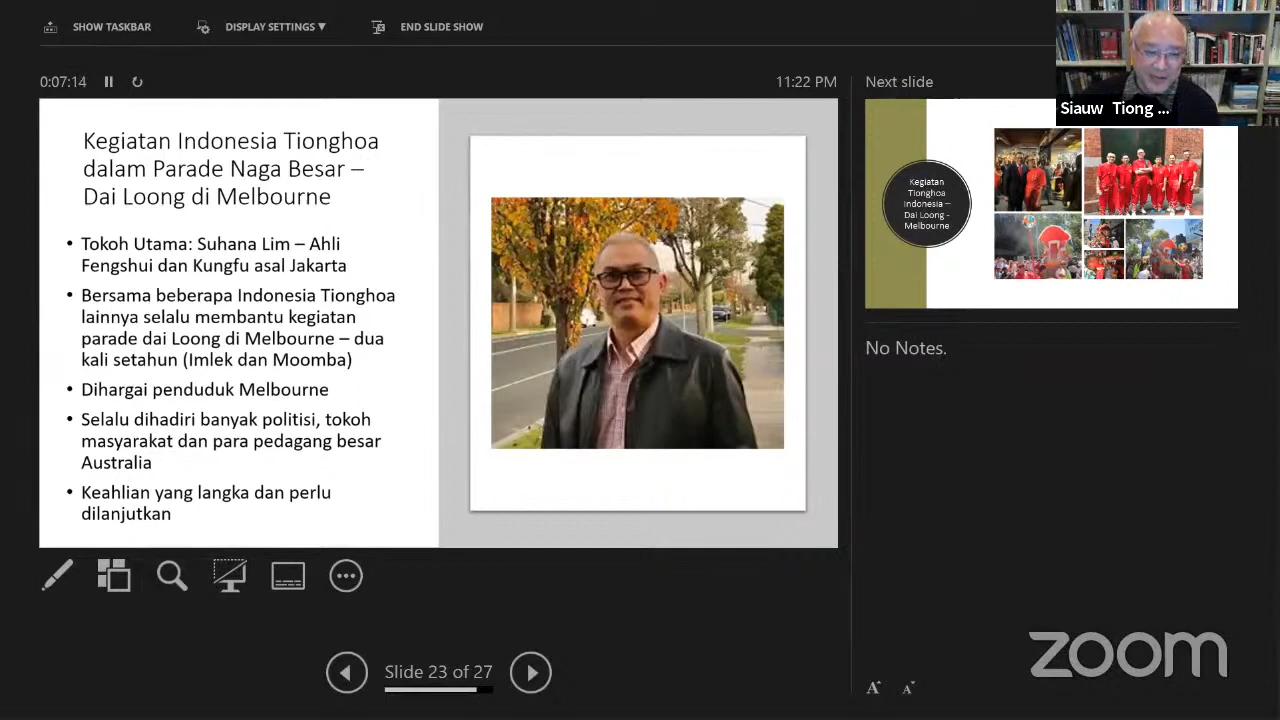 SHOW TASKBAR
DISPLAY SETTINGS ▼
END SLIDE SHOW
0:07:14
11:22 PM
Next slide
Siauw Tiong ...
Kegiatan Indonesia Tionghoa
dalam Parade Naga Besar –
Dai Loong di Melbourne
• Tokoh Utama: Suhana Lim – Ahli
Fengshui dan Kungfu asal Jakarta
• Bersama beberapa Indonesia Tionghoa
lainnya selalu membantu kegiatan
parade dai Loong di Melbourne – dua
kali setahun (Imlek dan Moomba)
• Dihargai penduduk Melbourne
• Selalu dihadiri banyak politisi, tokoh
masyarakat dan para pedagang besar
Australia
• Keahlian yang langka dan perlu
dilanjutkan
Kegiatan
Tionghoa
Indonesia –
Dai Loong -
Melbourne
No Notes.
Slide 23 of 27
zoom
A
A